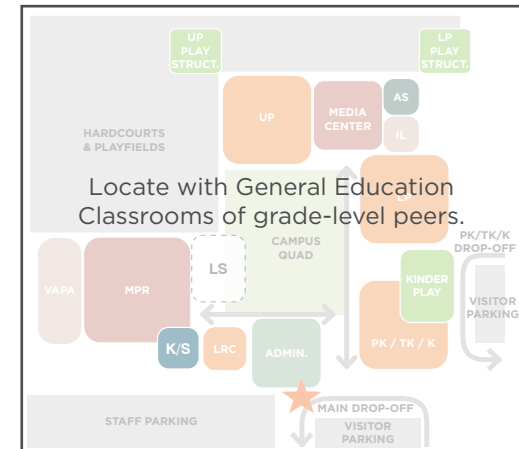 UP
PLAY
STRUCT.
LP
PLAY
STRUCT.
UP
MEDIA
CENTER
AS
IL
HARDCOURTS
& PLAYFIELDS
LP
Locate with General Education
Classrooms of grade-level peers.
CAMPUS
QUAD
PK/TK/K
DROP-OFF
VAPA
MPR
LS
KINDER
PLAY
VISITOR
PARKING
K/S
LRC
ADMIN.
PK / TK / K
STAFF PARKING
MAIN DROP-OFF
VISITOR
PARKING